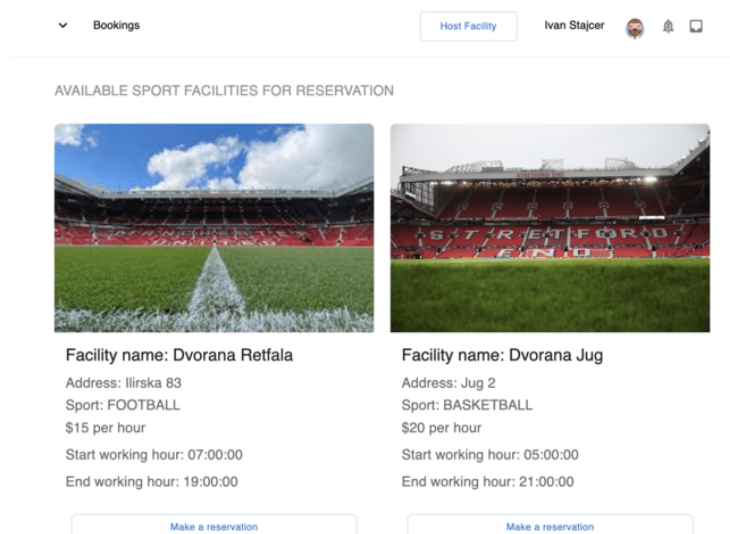 Bookings
Host Facility
Ivan Stajcer
AVAILABLE SPORT FACILITIES FOR RESERVATION
UNITED
STRETFORD
END
Facility name: Dvorana Retfala
Facility name: Dvorana Jug
Address: Ilirska 83
Address: Jug 2
Sport: FOOTBALL
Sport: BASKETBALL
$15 per hour
$20 per hour
Start working hour: 07:00:00
Start working hour: 05:00:00
End working hour: 19:00:00
End working hour: 21:00:00
Make a reservation
Make a reservation